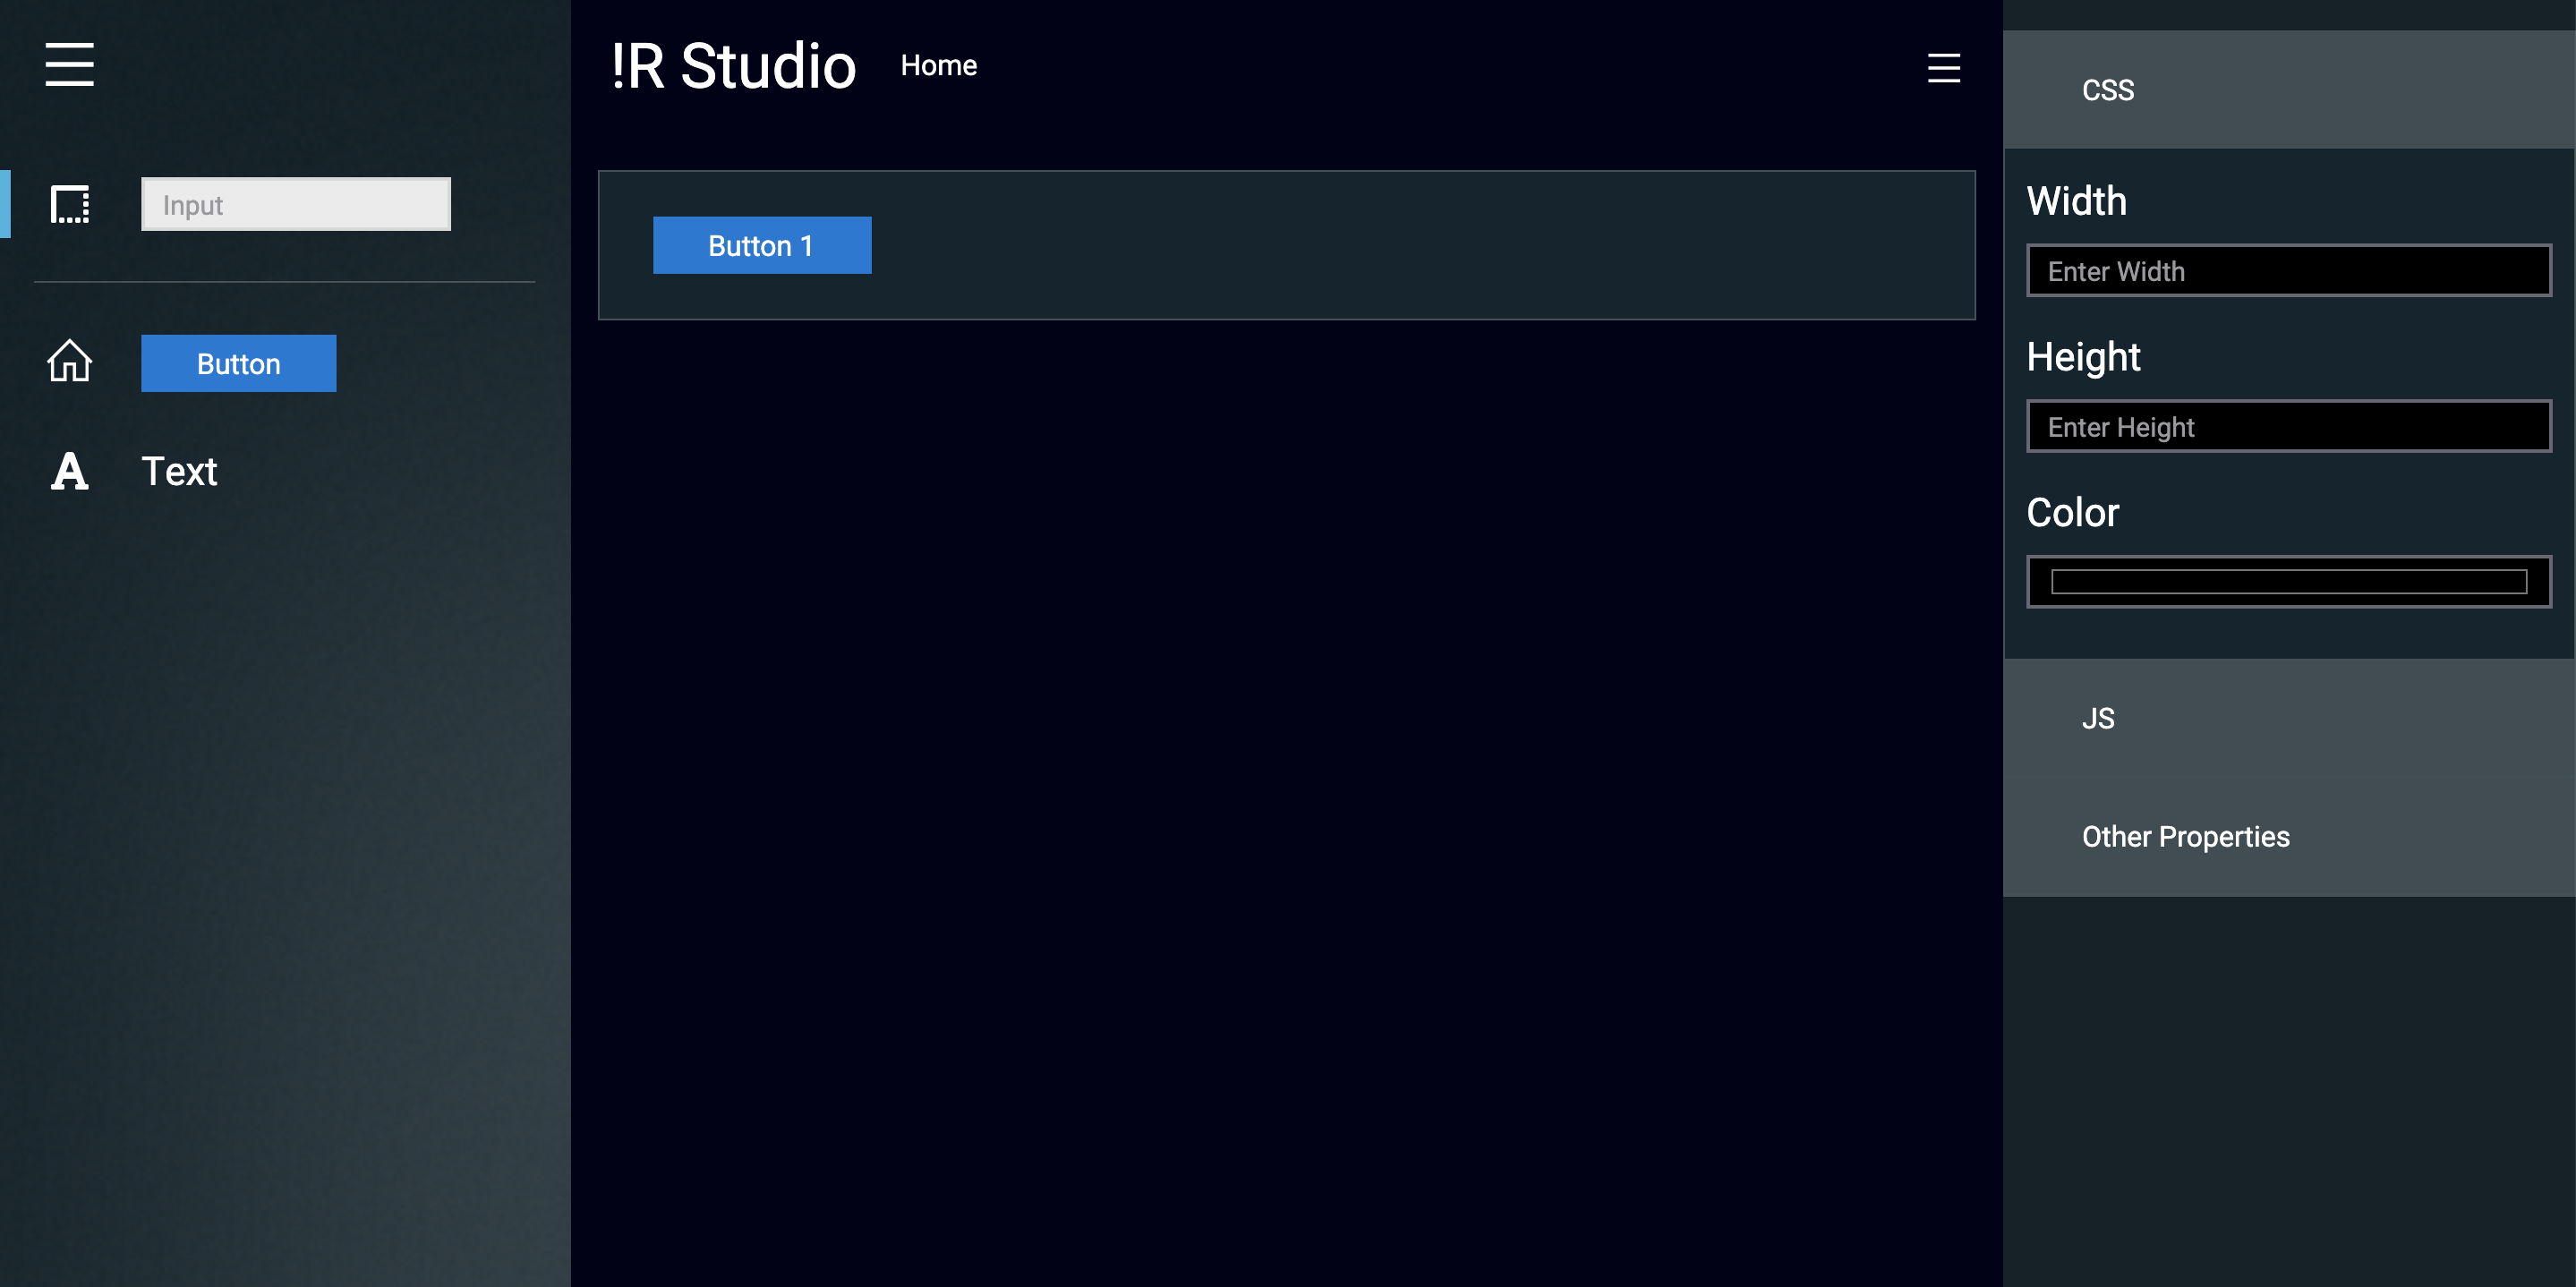 Input
Button
Text
!R Studio
Home
Button 1
CSS
Width
Enter Width
Height
Enter Height
Color
JS
Other Properties